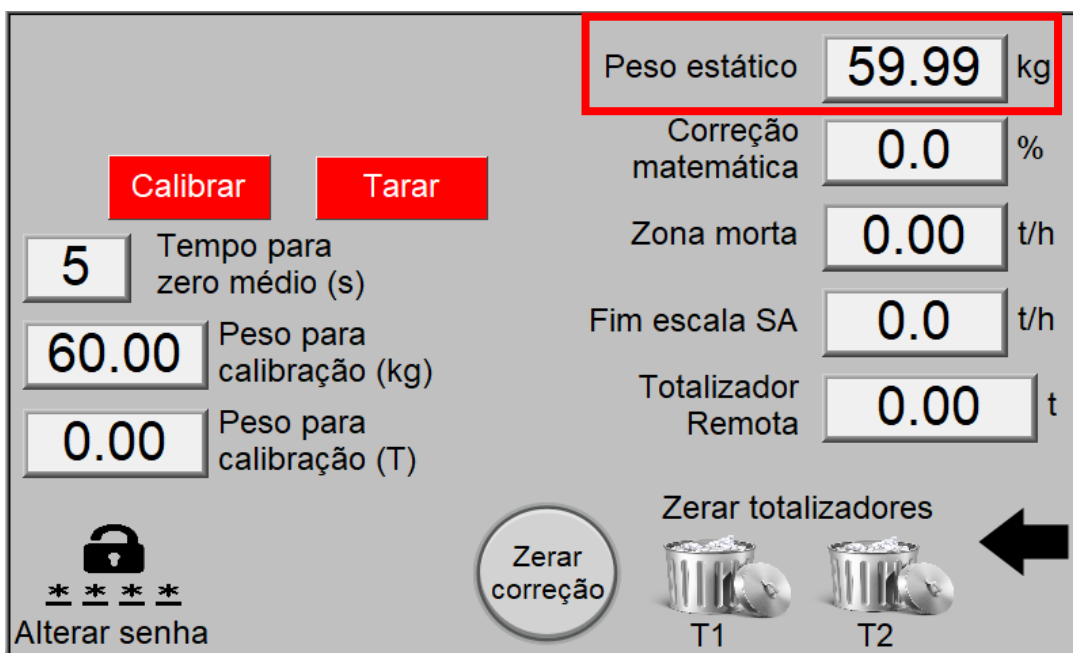 Peso estático 59.99 kg
Correção
matemática 0.0 %
Calibrar Tarar
Zona morta 0.00 t/h
5 Tempo para
zero médio (s)
Fim escala SA 0.0 t/h
60.00 Peso para
calibração (kg)
Totalizador
Remota 0.00 t
0.00 Peso para
calibração (T)
Zerar totalizadores
Zerar
correção
* * * *
Alterar senha
T1 T2